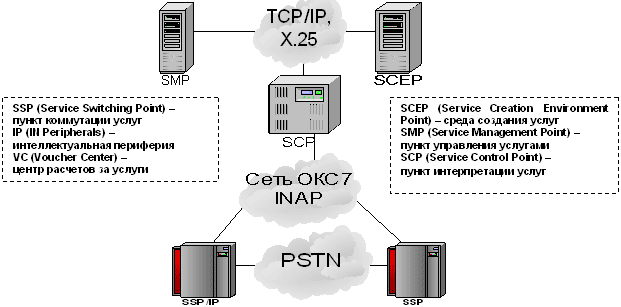 TCP/IP,
X.25
SMP
SCEP
SCP
SSP (Service Switching Point) –
пункт коммутации услуг
IP (IN Peripherals) –
интеллектуальная периферия
VC (Voucher Center) –
центр расчетов за услуги
SCEP (Service Creation Environment
Point) – среда создания услуг
SMP (Service Management Point) –
пункт управления услугами
SCP (Service Control Point) –
пункт интерпретации услуг
Сеть ОКС7
INAP
PSTN
SSP/IP
SSP